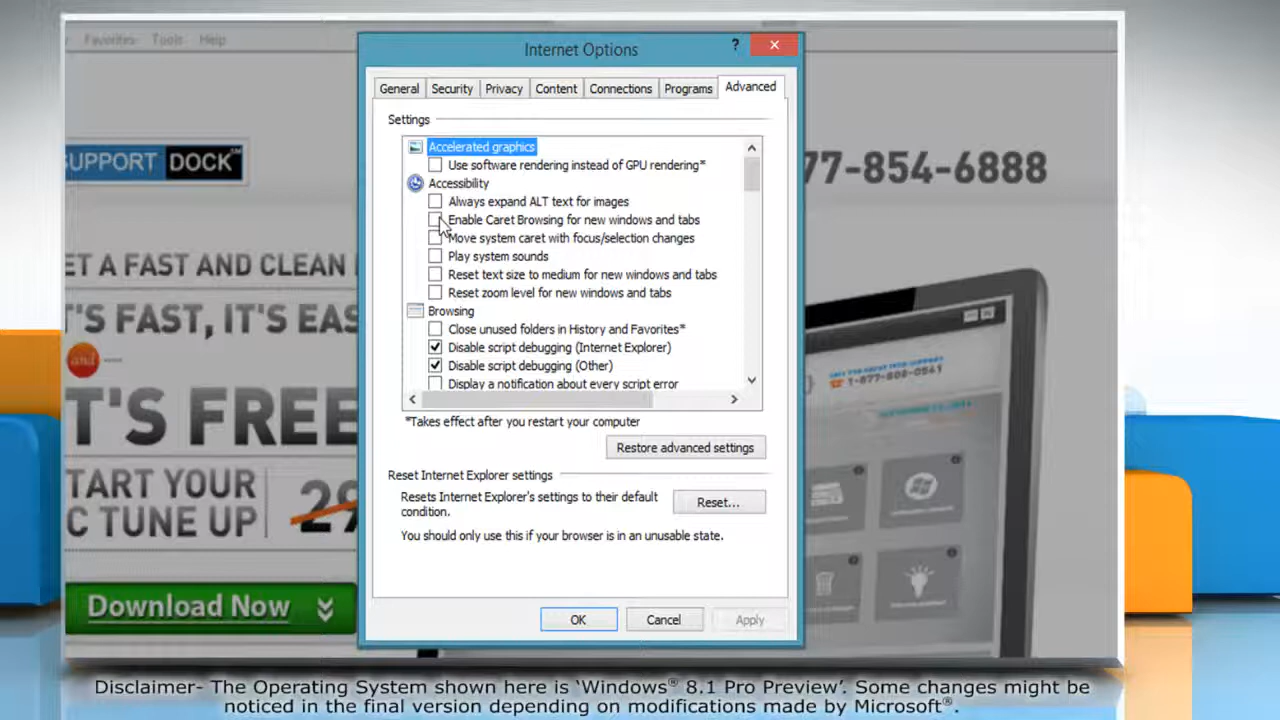 Favorites Tools Help
Internet Options
?
General Security Privacy Content Connections Programs Advanced
Settings
Accelerated graphics
Use software rendering instead of GPU rendering*
Accessibility
Always expand ALT text for images
Enable Caret Browsing for new windows and tabs
Move system caret with focus/selection changes
Play system sounds
Reset text size to medium for new windows and tabs
Reset zoom level for new windows and tabs
Browsing
Close unused folders in History and Favorites*
Disable script debugging (Internet Explorer)
Disable script debugging (Other)
Display a notification about every script error
*Takes effect after you restart your computer
Restore advanced settings
Reset Internet Explorer settings
Resets Internet Explorer's settings to their default
condition.
Reset...
You should only use this if your browser is in an unusable state.
OK Cancel Apply
SUPPORT DOCK™
77-854-6888
ET A FAST AND CLEAN
T'S FAST, IT'S EAS
and
T'S FREE
TART YOUR
C TUNE UP
29
Download Now
1-877-808-0541
Disclaimer- The Operating System shown here is ‘Windows® 8.1 Pro Preview’. Some changes might be
noticed in the final version depending on modifications made by Microsoft®.